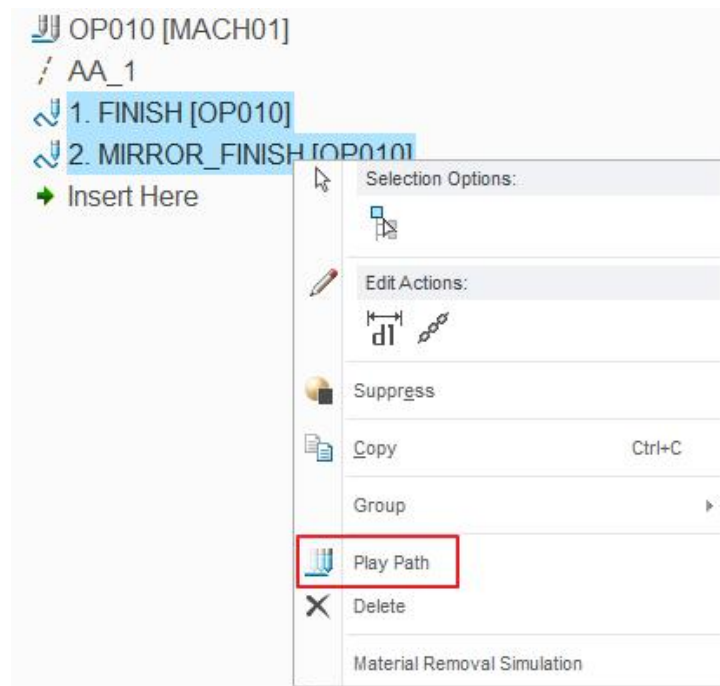 OP010 [MACH01]
AA_1
1. FINISH [OP010]
2. MIRROR_FINISH [OP010]
Insert Here
Selection Options:
Edit Actions:
d1
Suppress
Copy Ctrl+C
Group
Play Path
Delete
Material Removal Simulation